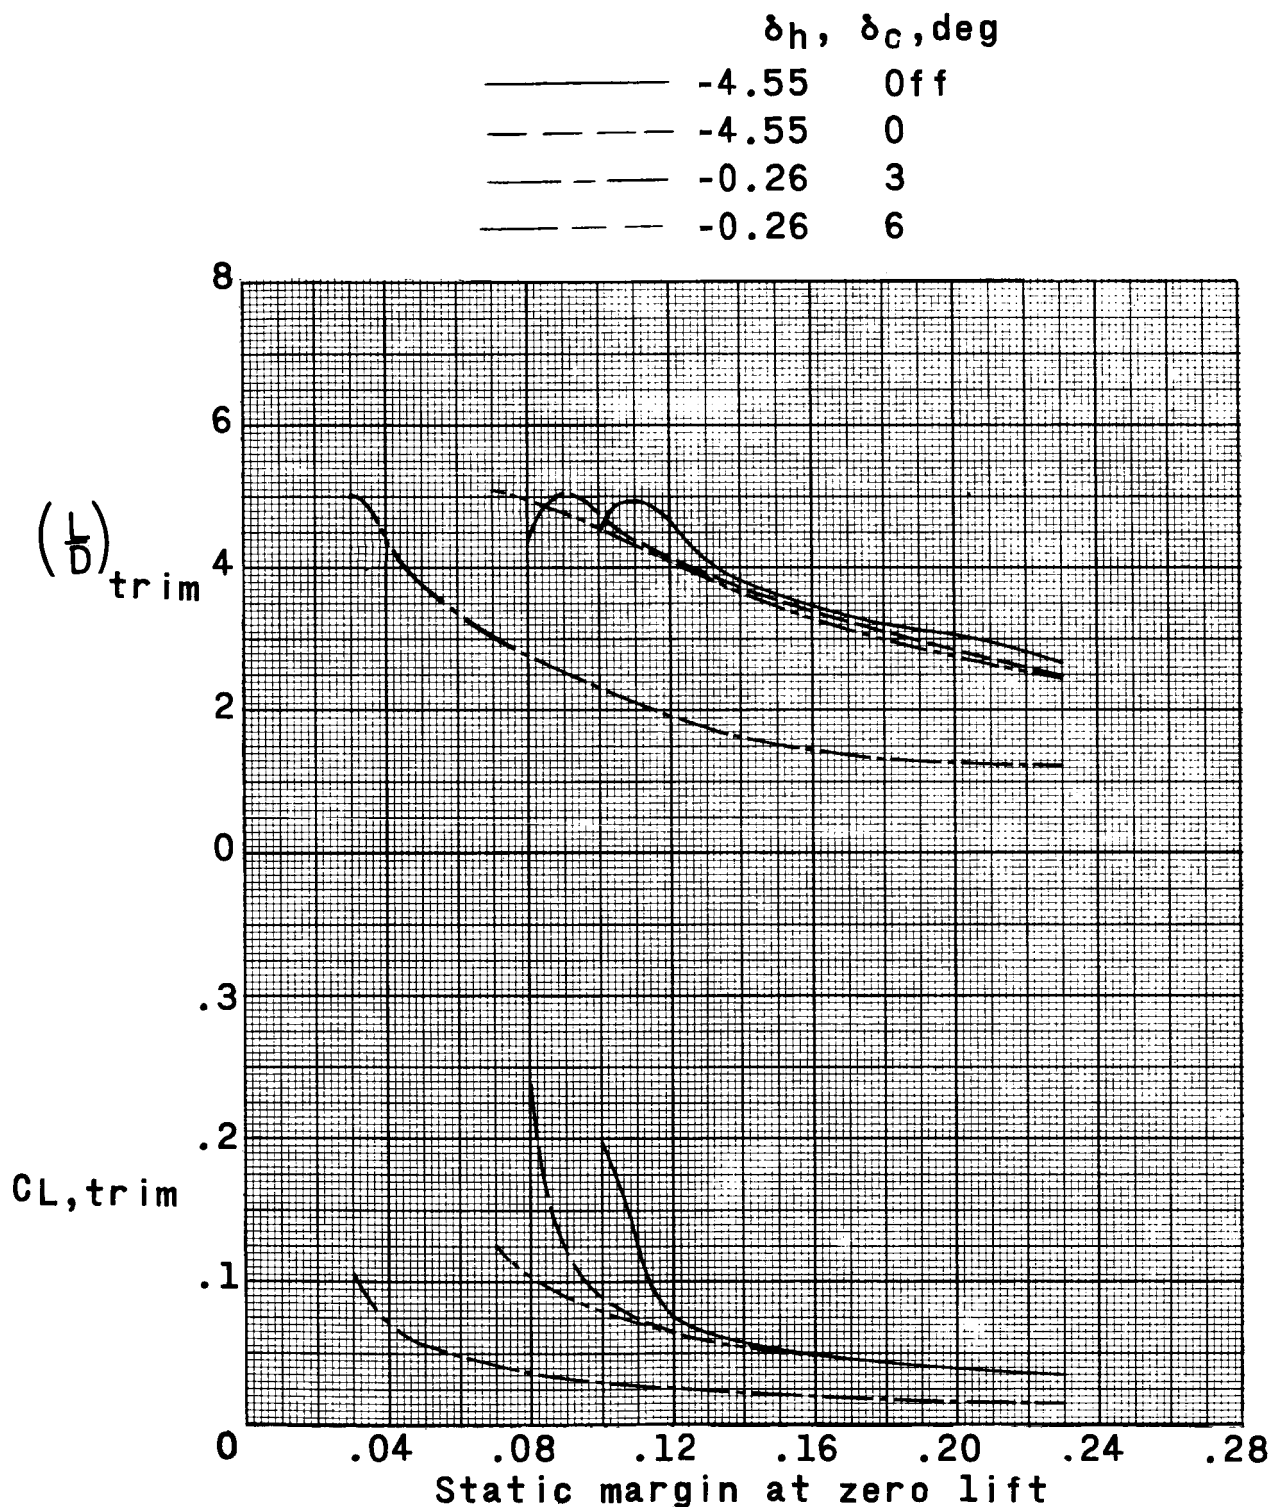 δh, δc,deg
-4.55 Off
-4.55 0
-0.26 3
-0.26 6
8
6
(L/D)trim
4
2
0
.3
.2
CL,trim
.1
0 .04 .08 .12 .16 .20 .24 .28
Static margin at zero lift